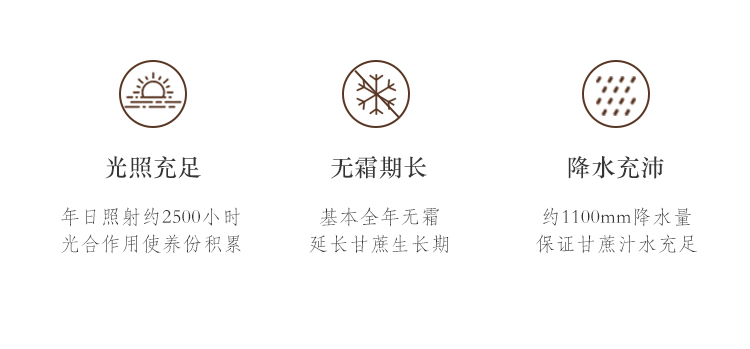 光照充足
年日照射约2500小时
光合作用使养份积累
无霜期长
基本全年无霜
延长甘蔗生长期
降水充沛
约1100mm降水量
保证甘蔗汁水充足